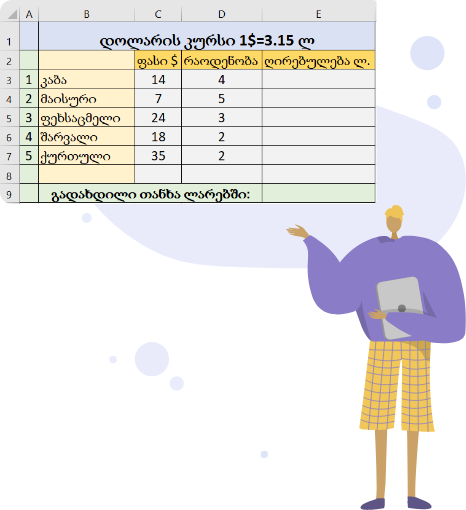 A B C D E
1 დოლარის კურსი 1$=3.15 ლ
2 ფასი $ რაოდენობა ღირებულება ლ.
3 1 კაბა 14 4
4 2 მაისური 7 5
5 3 ფეხსაცმელი 24 3
6 4 შარვალი 18 2
7 5 ქურთული 35 2
8
9 გადახდილი თანხა ლარებში: